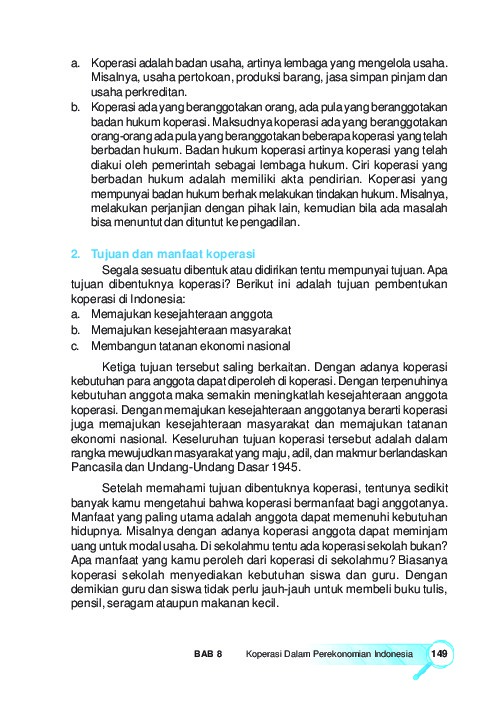 a. Koperasi adalah badan usaha, artinya lembaga yang mengelola usaha.
Misalnya, usaha pertokoan, produksi barang, jasa simpan pinjam dan
usaha perkreditan.
b. Koperasi ada yang beranggotakan orang, ada pula yang beranggotakan
badan hukum koperasi. Maksudnya koperasi ada yang beranggotakan
orang-orang ada pula yang beranggotakan beberapa koperasi yang telah
berbadan hukum. Badan hukum koperasi artinya koperasi yang telah
diakui oleh pemerintah sebagai lembaga hukum. Ciri koperasi yang
berbadan hukum adalah memiliki akta pendirian. Koperasi yang
mempunyai badan hukum berhak melakukan tindakan hukum. Misalnya,
melakukan perjanjian dengan pihak lain, kemudian bila ada masalah
bisa menuntut dan dituntut ke pengadilan.
2. Tujuan dan manfaat koperasi
Segala sesuatu dibentuk atau didirikan tentu mempunyai tujuan. Apa
tujuan dibentuknya koperasi? Berikut ini adalah tujuan pembentukan
koperasi di Indonesia:
a. Memajukan kesejahteraan anggota
b. Memajukan kesejahteraan masyarakat
c. Membangun tatanan ekonomi nasional
Ketiga tujuan tersebut saling berkaitan. Dengan adanya koperasi
kebutuhan para anggota dapat diperoleh di koperasi. Dengan terpenuhinya
kebutuhan anggota maka semakin meningkatlah kesejahteraan anggota
koperasi. Dengan memajukan kesejahteraan anggotanya berarti koperasi
juga memajukan kesejahteraan masyarakat dan memajukan tatanan
ekonomi nasional. Keseluruhan tujuan koperasi tersebut adalah dalam
rangka mewujudkan masyarakat yang maju, adil, dan makmur berlandaskan
Pancasila dan Undang-Undang Dasar 1945.
Setelah memahami tujuan dibentuknya koperasi, tentunya sedikit
banyak kamu mengetahui bahwa koperasi bermanfaat bagi anggotanya.
Manfaat yang paling utama adalah anggota dapat memenuhi kebutuhan
hidupnya. Misalnya dengan adanya koperasi anggota dapat meminjam
uang untuk modal usaha. Di sekolahmu tentu ada koperasi sekolah bukan?
Apa manfaat yang kamu peroleh dari koperasi di sekolahmu? Biasanya
koperasi sekolah menyediakan kebutuhan siswa dan guru. Dengan
demikian guru dan siswa tidak perlu jauh-jauh untuk membeli buku tulis,
pensil, seragam ataupun makanan kecil.
BAB 8 Koperasi Dalam Perekonomian Indonesia 149